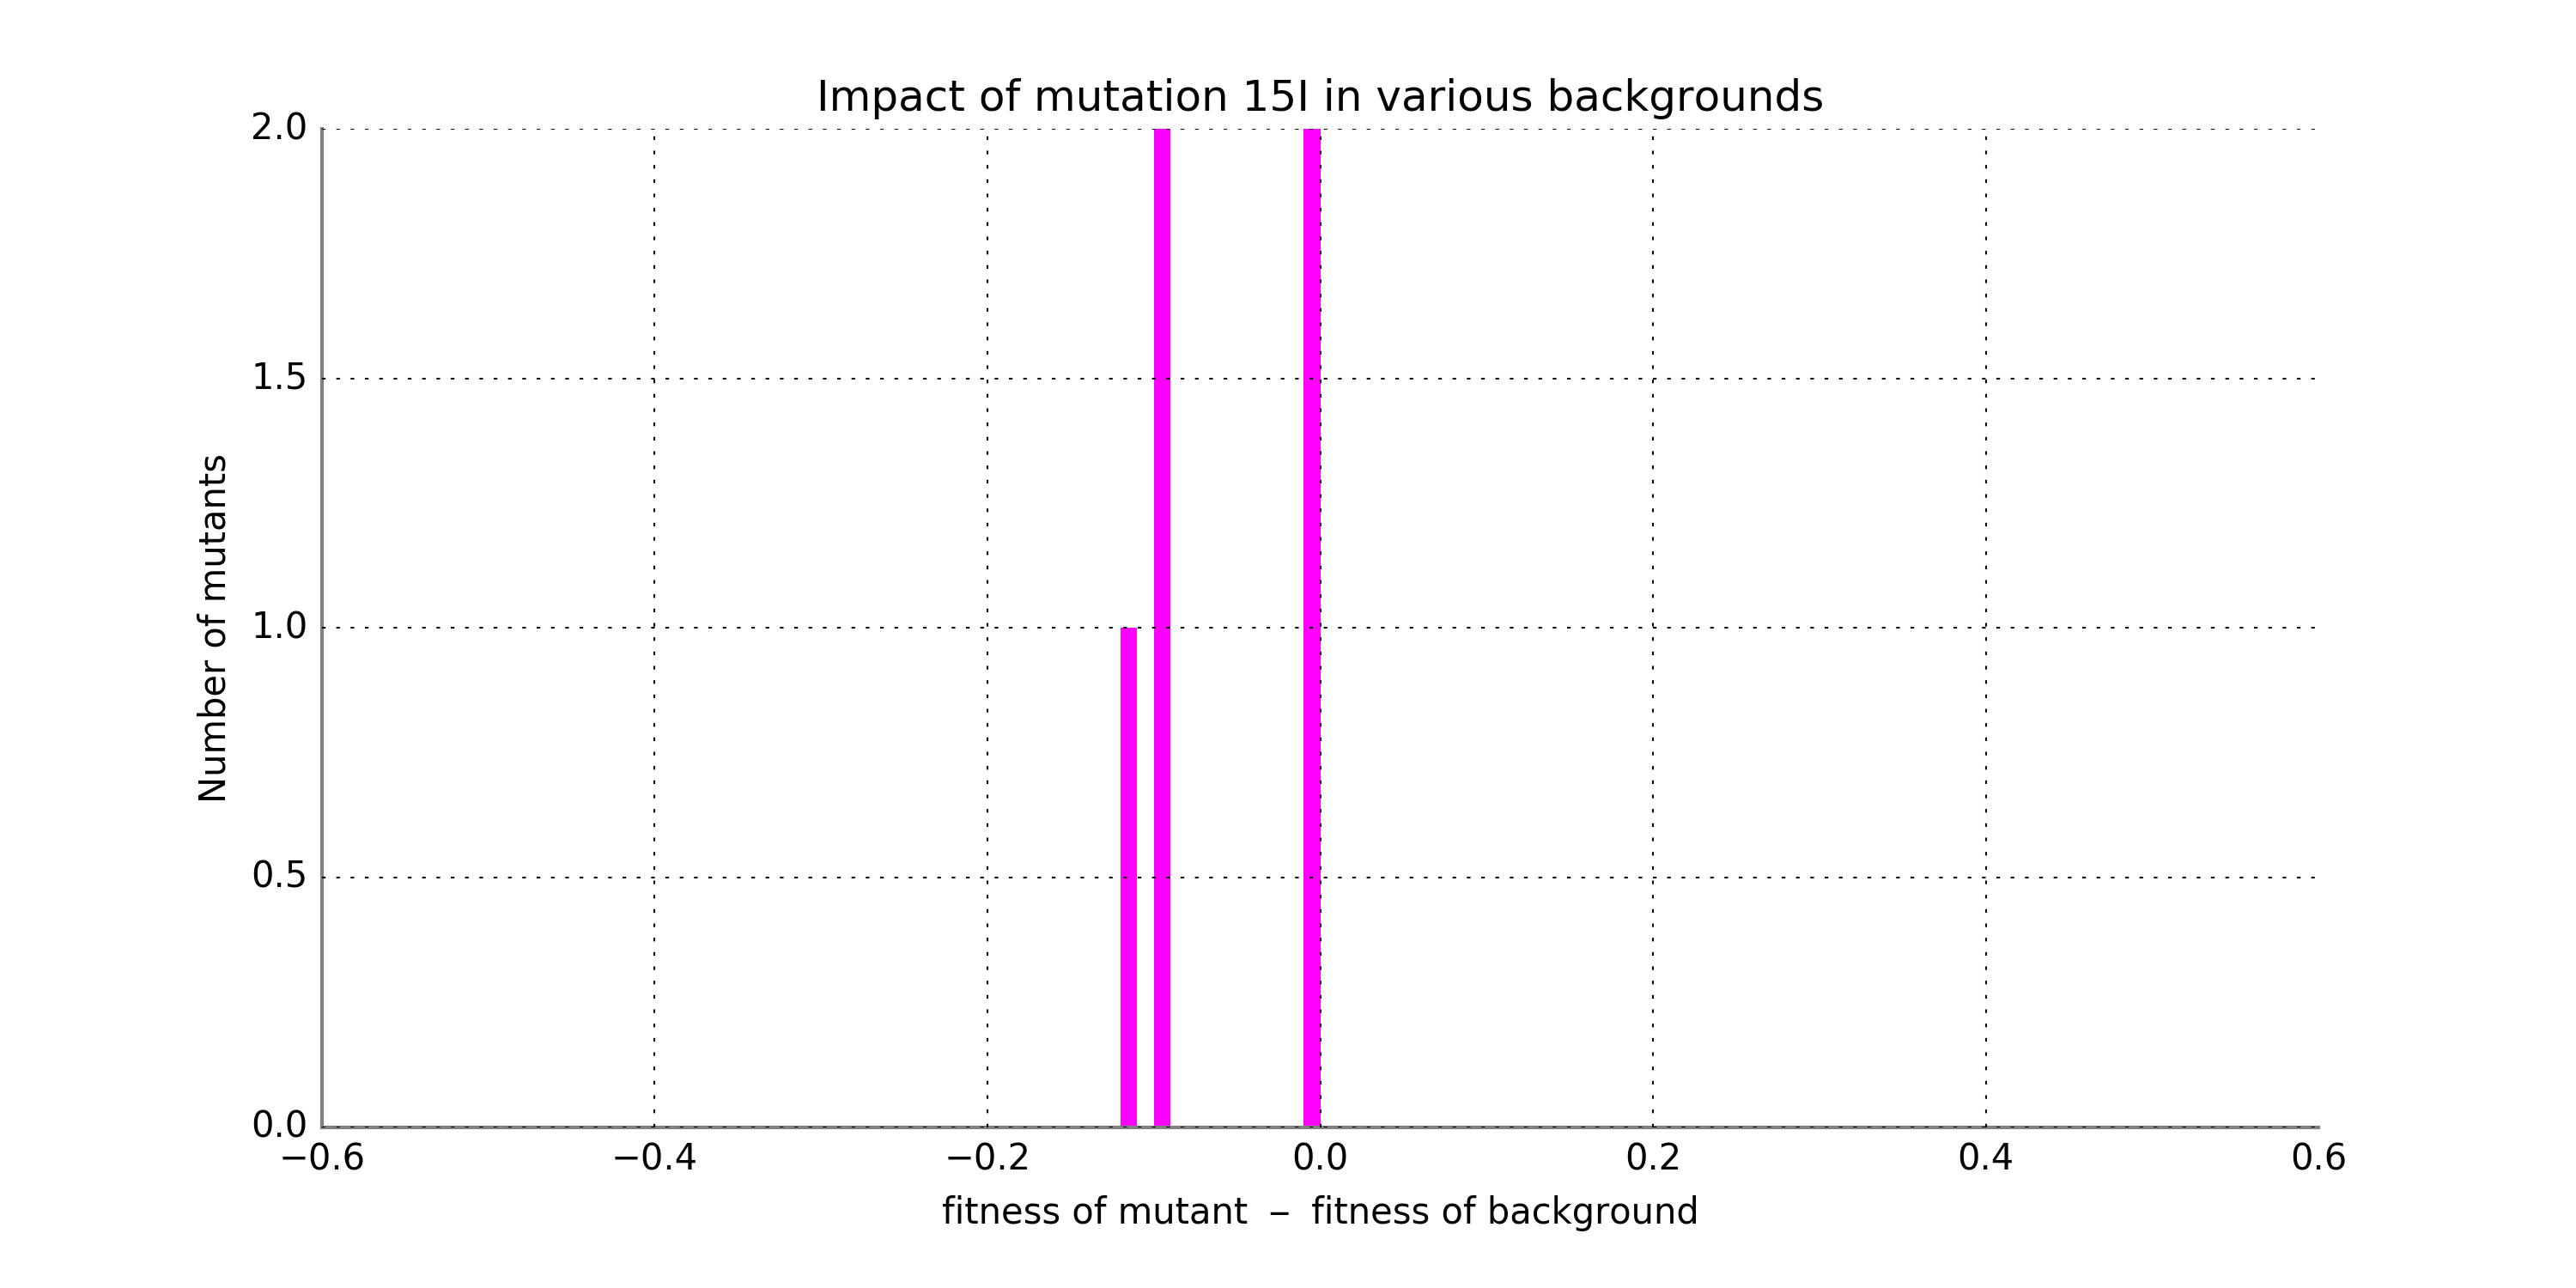 Impact of mutation 15I in various backgrounds
2.0
1.5
1.0
0.5
0.0
Number of mutants
−0.6 −0.4 −0.2 0.0 0.2 0.4 0.6
fitness of mutant − fitness of background